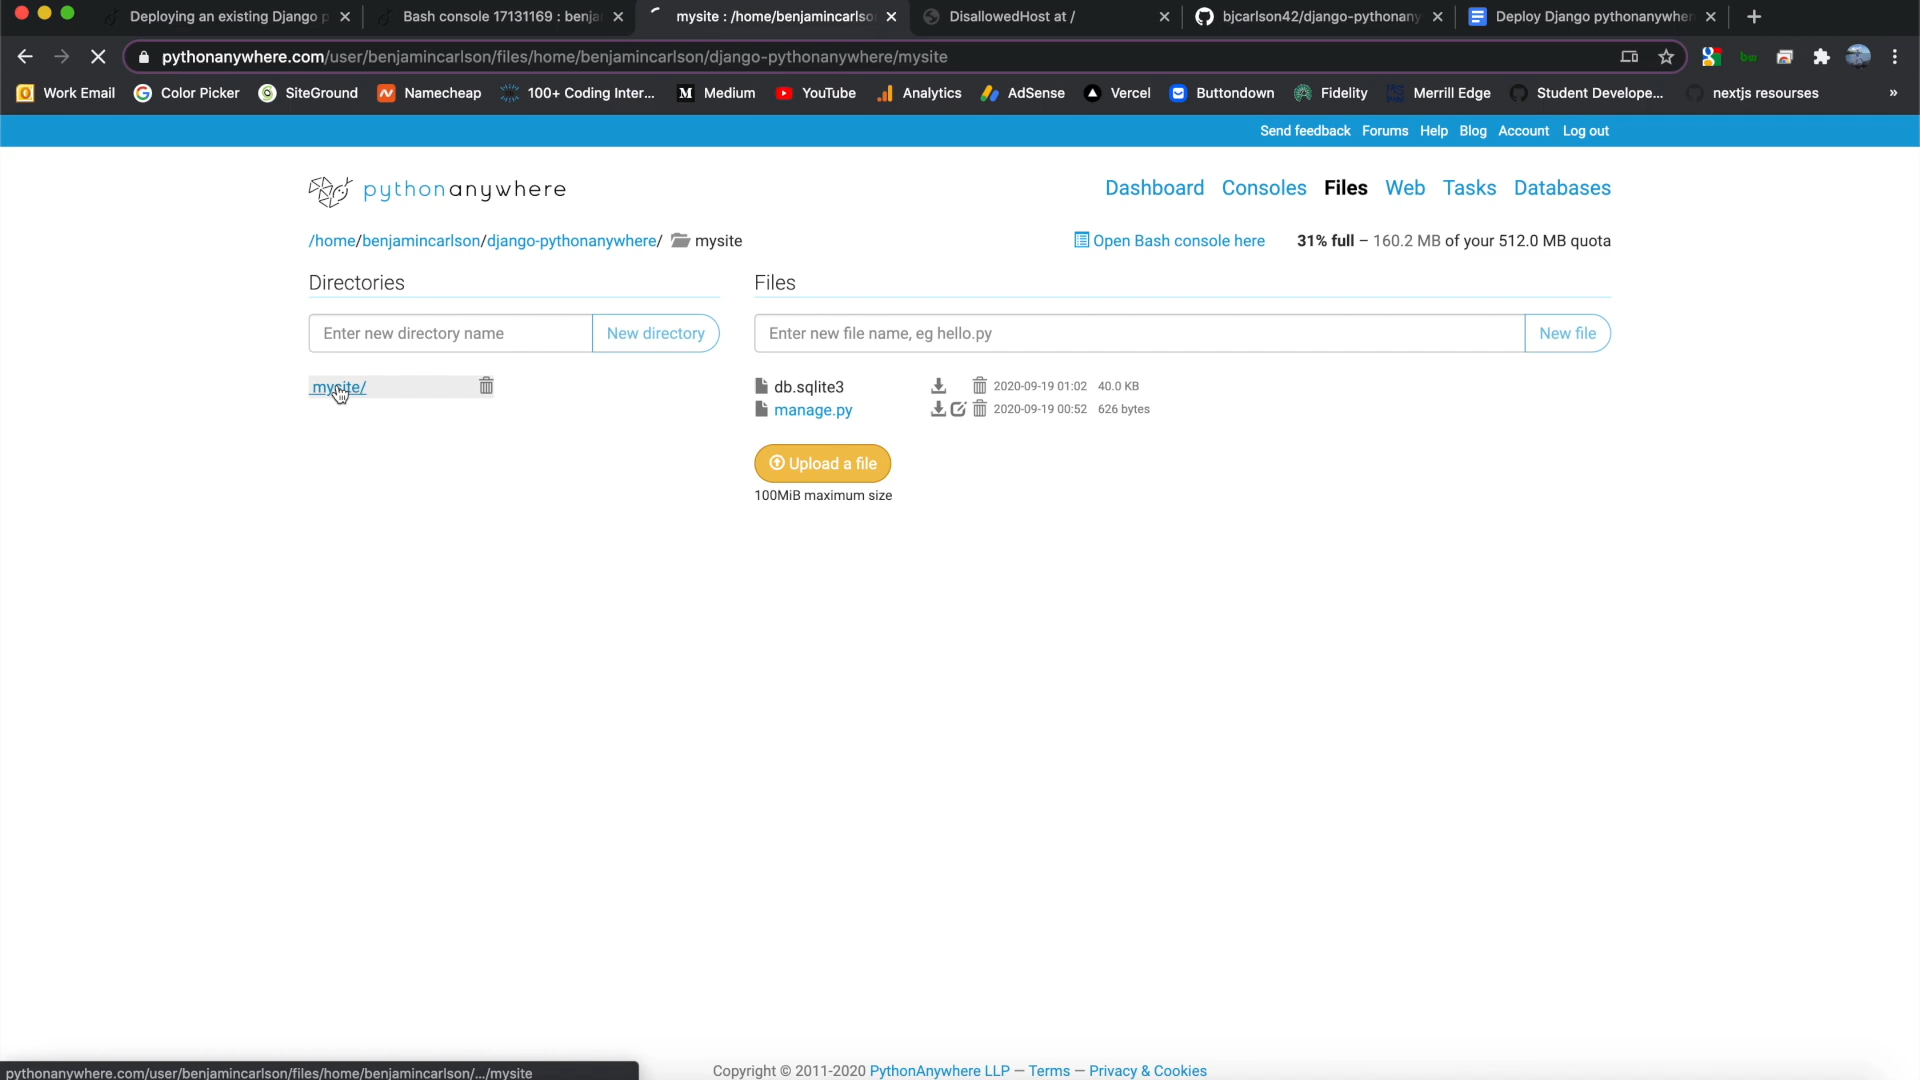 Deploying an existing Django p
Bash console 17131169 : benja
mysite : /home/benjamincarlso
DisallowedHost at /
bjcarlson42/django-pythonany
Deploy Django pythonanywher
pythonanywhere.com/user/benjamincarlson/files/home/benjamincarlson/django-pythonanywhere/mysite
Work Email Color Picker SiteGround Namecheap 100+ Coding Inter... Medium YouTube Analytics AdSense Vercel Buttondown Fidelity Merrill Edge Student Develope... nextjs resourses »
Send feedback Forums Help Blog Account Log out
pythonanywhere
Dashboard Consoles Files Web Tasks Databases
/home/benjamincarlson/django-pythonanywhere/ mysite
Open Bash console here 31% full – 160.2 MB of your 512.0 MB quota
Directories
Files
Enter new directory name New directory
Enter new file name, eg hello.py New file
mysite/
db.sqlite3 2020-09-19 01:02 40.0 KB
manage.py 2020-09-19 00:52 626 bytes
Upload a file
100MiB maximum size
Copyright © 2011-2020 PythonAnywhere LLP — Terms — Privacy & Cookies
pythonanywhere.com/user/benjamincarlson/files/home/benjamincarlson/.../mysite